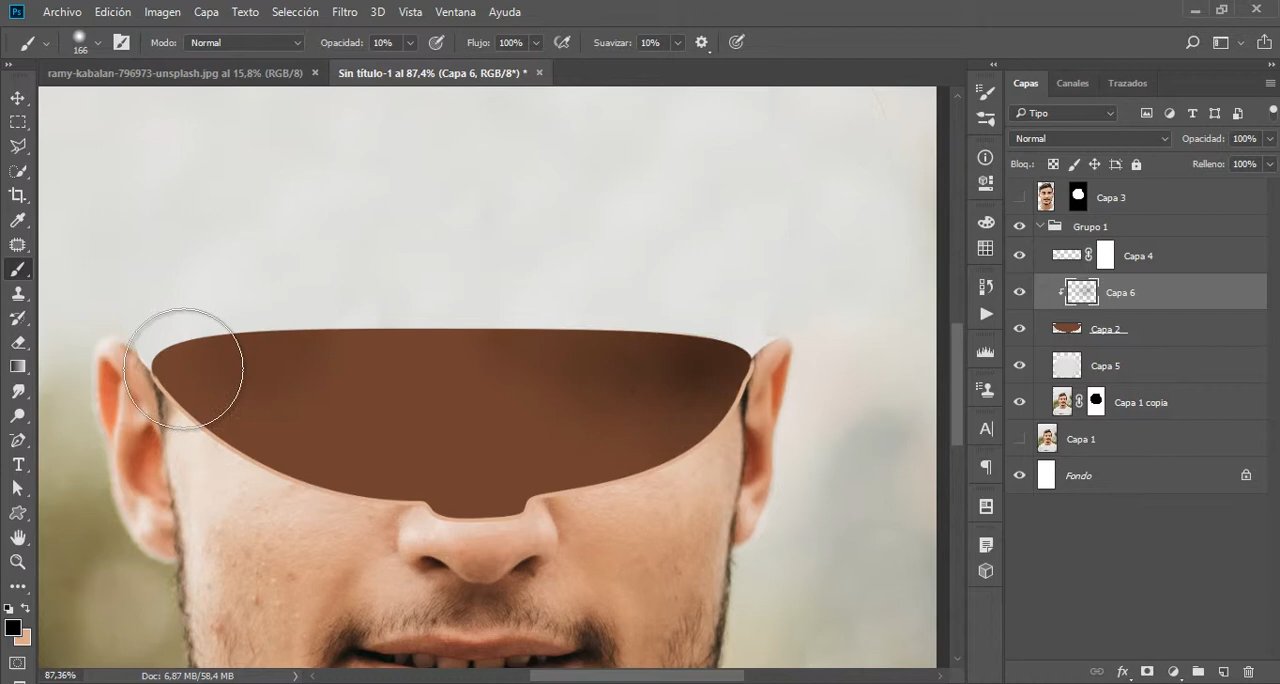 Ps Archivo Edición Imagen Capa Texto Selección Filtro 3D Vista Ventana Ayuda
166 Modo: Normal Opacidad: 10% Flujo: 100% Suavizar: 10%
ramy-kabalan-796973-unsplash.jpg al 15,8% (RGB/8) × Sin título-1 al 87,4% (Capa 6, RGB/8*) * ×
Capas Canales Trazados
Tipo
Normal Opacidad: 100%
Bloq.: Relleno: 100%
Capa 3
Grupo 1
Capa 4
Capa 6
Capa 2
Capa 5
Capa 1 copia
Capa 1
Fondo
87,36% Doc: 6,87 MB/58,4 MB